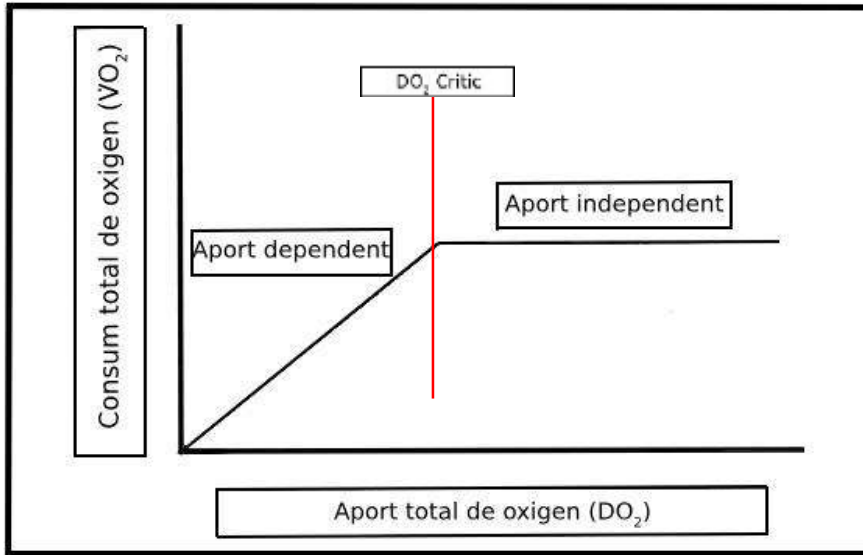 DO₂ Critic
Aport independent
Aport dependent
Consum total de oxigen (VO₂)
Aport total de oxigen (DO₂)